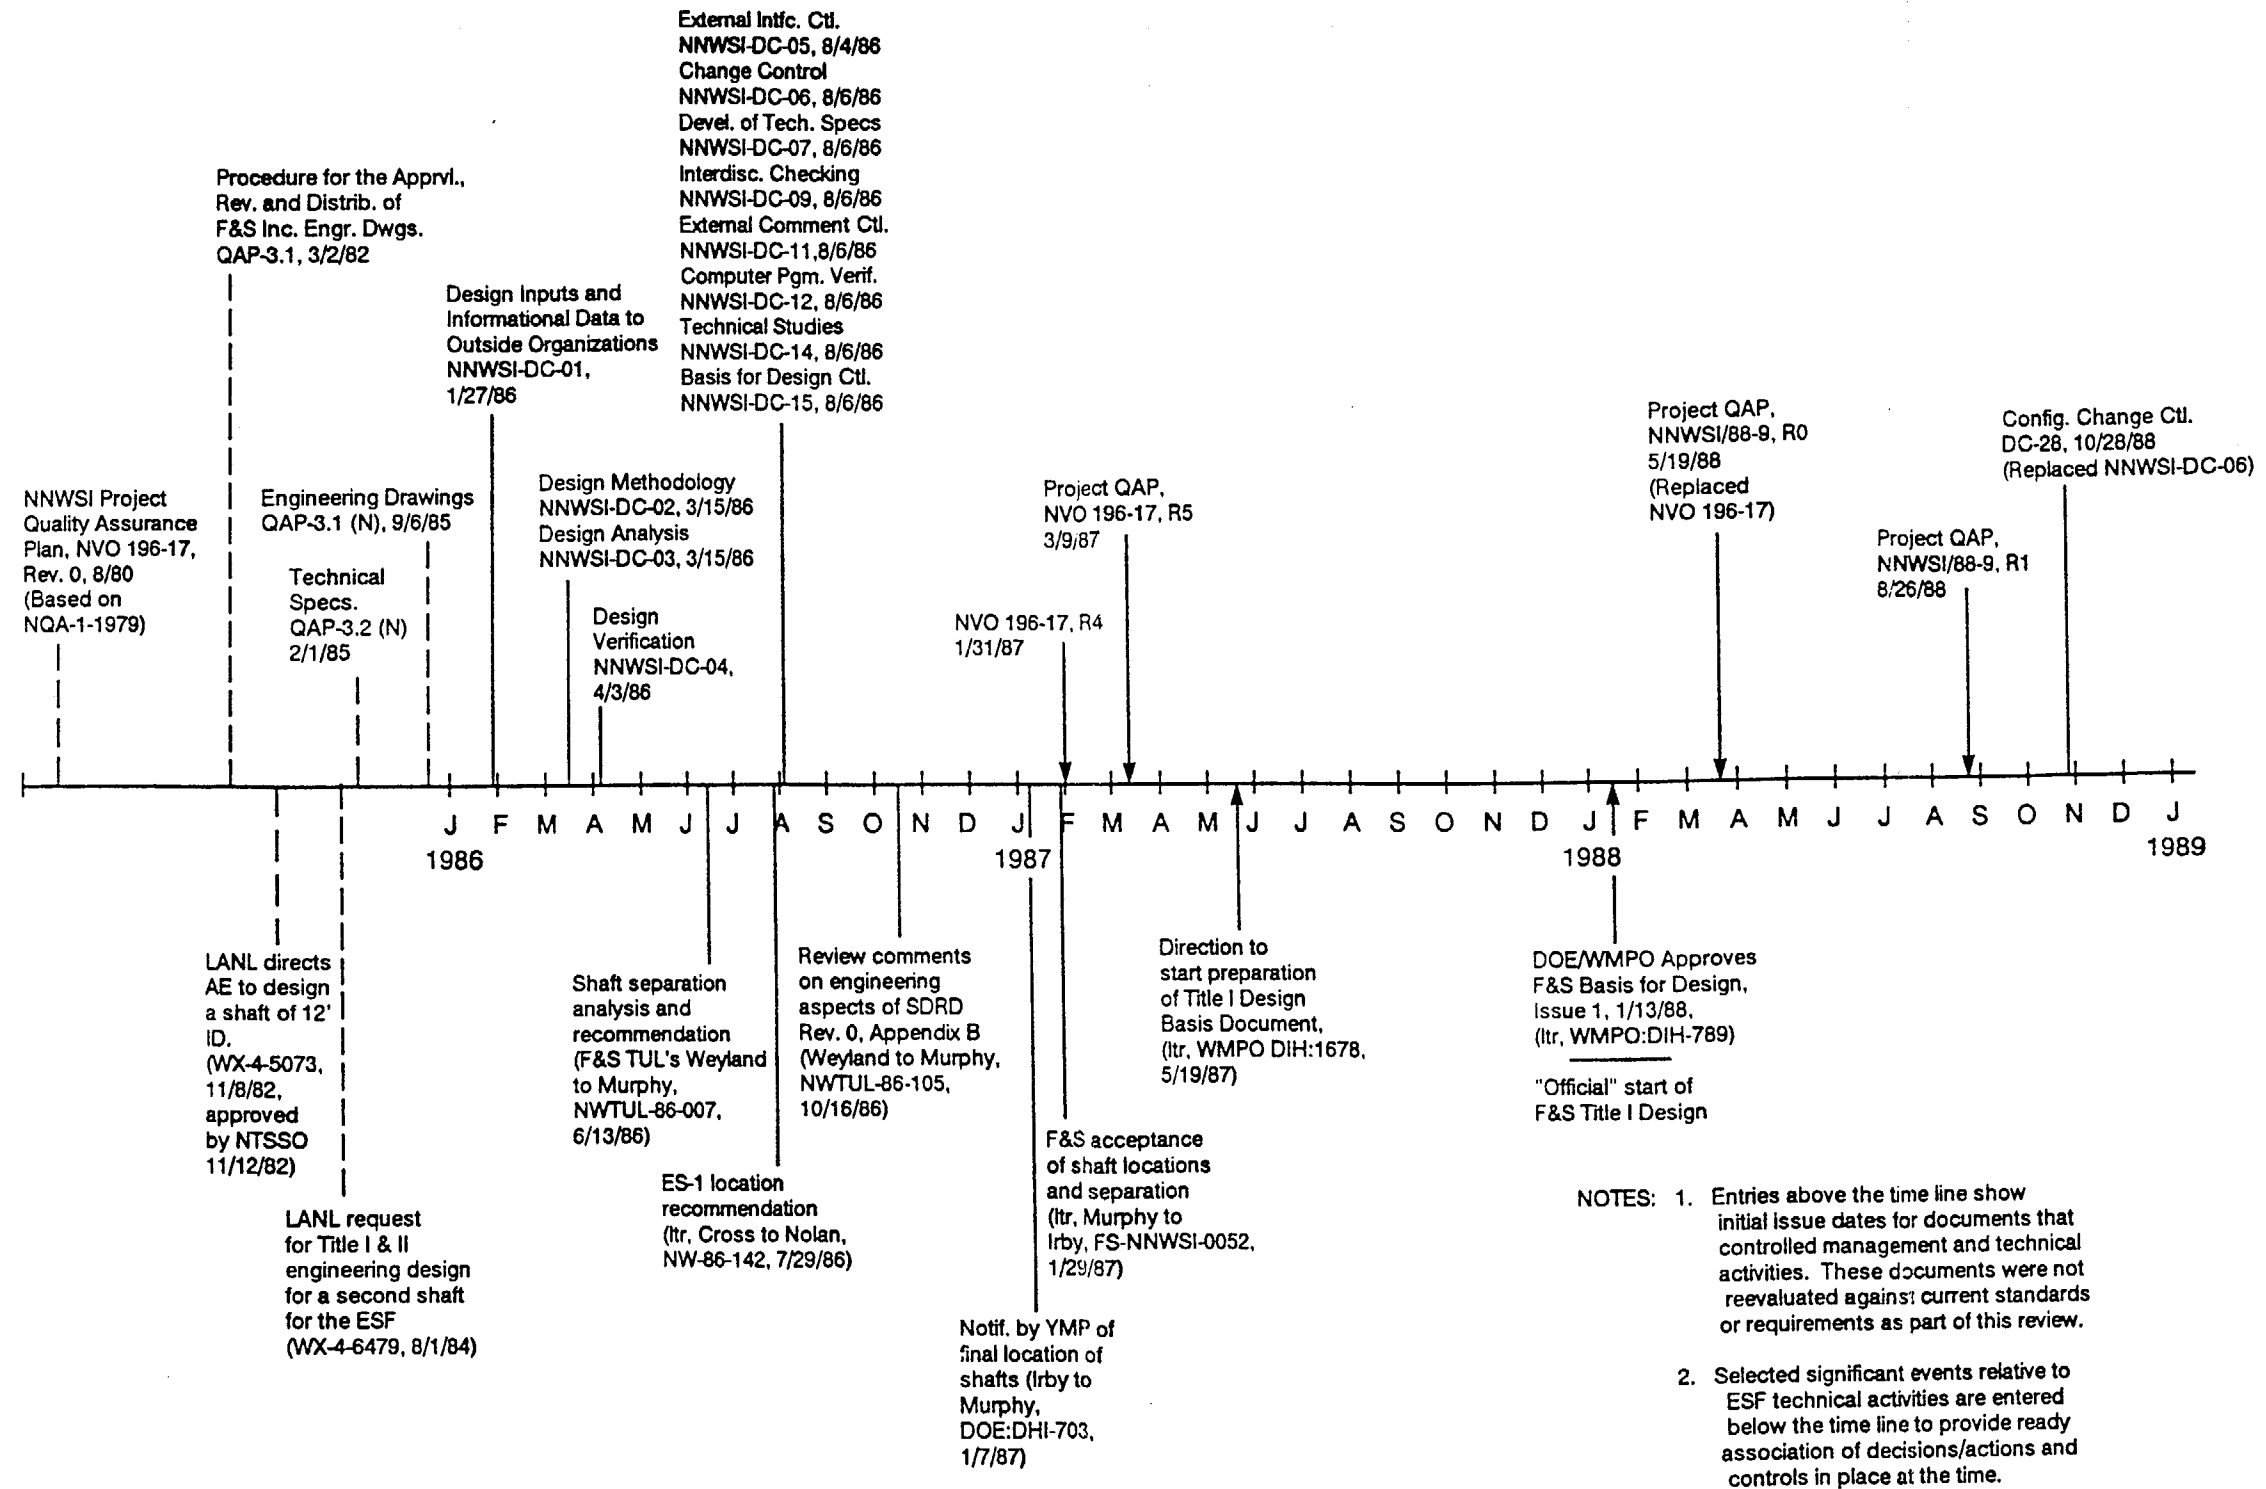 External Intfc. Ctl.
NNWSI-DC-05, 8/4/86
Change Control
NNWSI-DC-06, 8/6/86
Devel. of Tech. Specs
NNWSI-DC-07, 8/6/86
Interdisc. Checking
NNWSI-DC-09, 8/6/86
External Comment Ctl.
NNWSI-DC-11,8/6/86
Computer Pgm. Verif.
NNWSI-DC-12, 8/6/86
Technical Studies
NNWSI-DC-14, 8/6/86
Basis for Design Ctl.
NNWSI-DC-15, 8/6/86
Procedure for the Apprvl.,
Rev. and Distrib. of
F&S Inc. Engr. Dwgs.
QAP-3.1, 3/2/82
Design Inputs and
Informational Data to
Outside Organizations
NNWSI-DC-01,
1/27/86
NNWSI Project
Quality Assurance
Plan, NVO 196-17,
Rev. 0, 8/80
(Based on
NQA-1-1979)
Engineering Drawings
QAP-3.1 (N), 9/6/85
Technical
Specs.
QAP-3.2 (N)
2/1/85
Design Methodology
NNWSI-DC-02, 3/15/86
Design Analysis
NNWSI-DC-03, 3/15/86
Design
Verification
NNWSI-DC-04,
4/3/86
NVO 196-17, R4
1/31/87
Project QAP,
NVO 196-17, R5
3/9/87
Project QAP,
NNWSI/88-9, R0
5/19/88
(Replaced
NVO 196-17)
Project QAP,
NNWSI/88-9, R1
8/26/88
Config. Change Ctl.
DC-28, 10/28/88
(Replaced NNWSI-DC-06)
J F M A M J J A S O N D J F M A M J J A S O N D J F M A M J J A S O N D J
1986 1987 1988 1989
LANL directs
AE to design
a shaft of 12'
ID.
(WX-4-5073,
11/8/82,
approved
by NTSSO
11/12/82)
LANL request
for Title I & II
engineering design
for a second shaft
for the ESF
(WX-4-6479, 8/1/84)
Shaft separation
analysis and
recommendation
(F&S TUL's Weyland
to Murphy,
NWTUL-86-007,
6/13/86)
ES-1 location
recommendation
(ltr, Cross to Nolan,
NW-86-142, 7/29/86)
Review comments
on engineering
aspects of SDRD
Rev. 0, Appendix B
(Weyland to Murphy,
NWTUL-86-105,
10/16/86)
Notif. by YMP of
final location of
shafts (Irby to
Murphy,
DOE:DHI-703,
1/7/87)
F&S acceptance
of shaft locations
and separation
(ltr, Murphy to
Irby, FS-NNWSI-0052,
1/29/87)
Direction to
start preparation
of Title I Design
Basis Document,
(ltr, WMPO DIH:1678,
5/19/87)
DOE/WMPO Approves
F&S Basis for Design,
Issue 1, 1/13/88,
(ltr, WMPO:DIH-789)
"Official" start of
F&S Title I Design
NOTES: 1. Entries above the time line show
initial issue dates for documents that
controlled management and technical
activities. These documents were not
reevaluated against current standards
or requirements as part of this review.
2. Selected significant events relative to
ESF technical activities are entered
below the time line to provide ready
association of decisions/actions and
controls in place at the time.